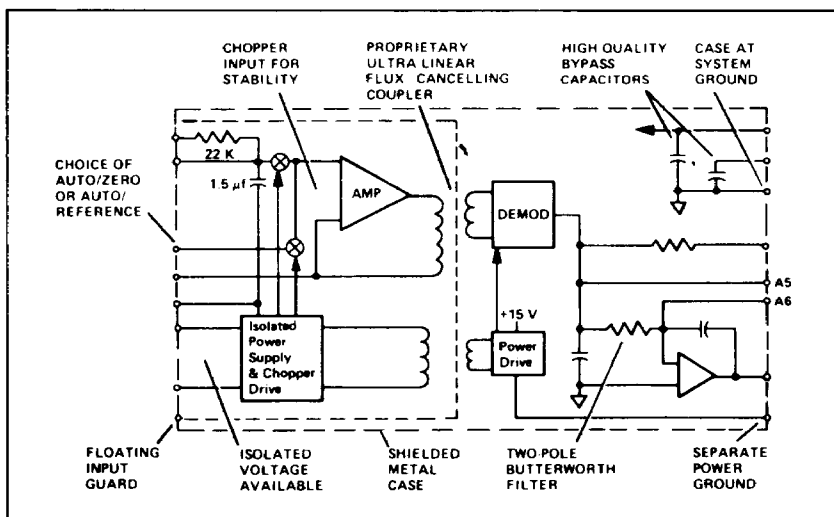 CHOPPER
INPUT FOR
STABILITY
PROPRIETARY
ULTRA LINEAR
FLUX CANCELLING
COUPLER
HIGH QUALITY
BYPASS
CAPACITORS
CASE AT
SYSTEM
GROUND
CHOICE OF
AUTO/ZERO
OR AUTO/
REFERENCE
22 K
1.5 μf
AMP
DEMOD
A5
A6
+15 V
Isolated
Power
Supply
& Chopper
Drive
Power
Drive
FLOATING
INPUT
GUARD
ISOLATED
VOLTAGE
AVAILABLE
SHIELDED
METAL
CASE
TWO-POLE
BUTTERWORTH
FILTER
SEPARATE
POWER
GROUND